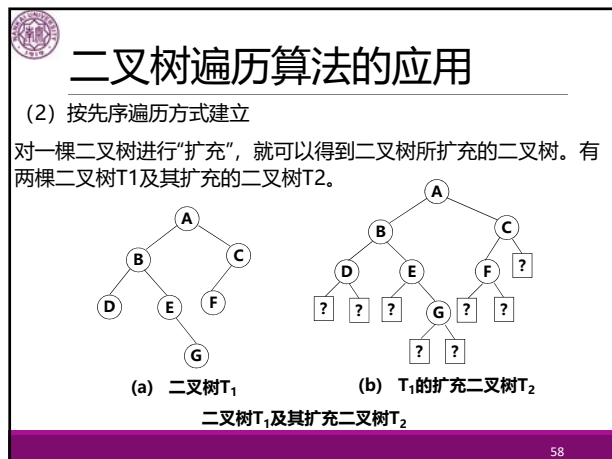 二叉树遍历算法的应用
（2）按先序遍历方式建立
对一棵二叉树进行“扩充”，就可以得到二叉树所扩充的二叉树。有
两棵二叉树T1及其扩充的二叉树T2。
A
B
C
D
E
F
G
(a) 二叉树T₁
A
B
C
D
E
F
?
?
?
?
G
?
?
?
?
(b) T₁的扩充二叉树T₂
二叉树T₁及其扩充二叉树T₂
58